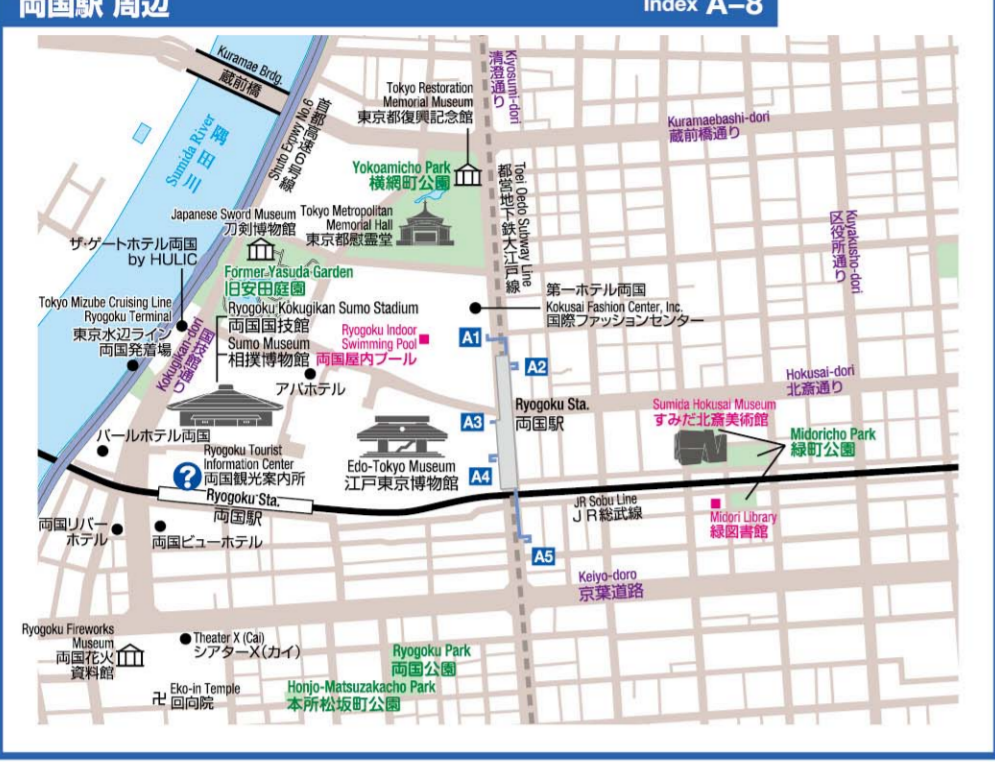 両国駅 周辺
Index A–8
Kuramae Brdg.
蔵前橋
Sumida River
隅田川
Shuto Expwy No.6
首都高速6号線
Kiyosumi-dori
清澄通り
Tokyo Restoration
Memorial Museum
東京都復興記念館
Kuramaebashi-dori
蔵前橋通り
Yokoamicho Park
横網町公園
Toei Oedo Subway Line
都営地下鉄大江戸線
Kuyakusho-dori
区役所通り
Japanese Sword Museum
刀剣博物館
Tokyo Metropolitan
Memorial Hall
東京都慰霊堂
ザ・ゲートホテル両国
by HULIC
Former Yasuda Garden
旧安田庭園
Tokyo Mizube Cruising Line
Ryogoku Terminal
東京水辺ライン
両国発着場
Kokugikan-dori
国技館通り
Ryogoku Kokugikan Sumo Stadium
両国国技館
Sumo Museum
相撲博物館
Ryogoku Indoor
Swimming Pool
両国屋内プール
アパホテル
第一ホテル両国
Kokusai Fashion Center, Inc.
国際ファッションセンター
A1
A2
A3
A4
A5
Hokusai-dori
北斎通り
Ryogoku Sta.
両国駅
Sumida Hokusai Museum
すみだ北斎美術館
Midoricho Park
緑町公園
パールホテル両国
?
Ryogoku Tourist
Information Center
両国観光案内所
Edo-Tokyo Museum
江戸東京博物館
Ryogoku Sta.
両国駅
JR Sobu Line
JR総武線
Midori Library
緑図書館
両国リバー
ホテル
両国ビューホテル
Keiyo-doro
京葉道路
Ryogoku Fireworks
Museum
両国花火
資料館
Theater X (Cai)
シアターX(カイ)
Ryogoku Park
両国公園
卍
Eko-in Temple
回向院
Honjo-Matsuzakacho Park
本所松坂町公園